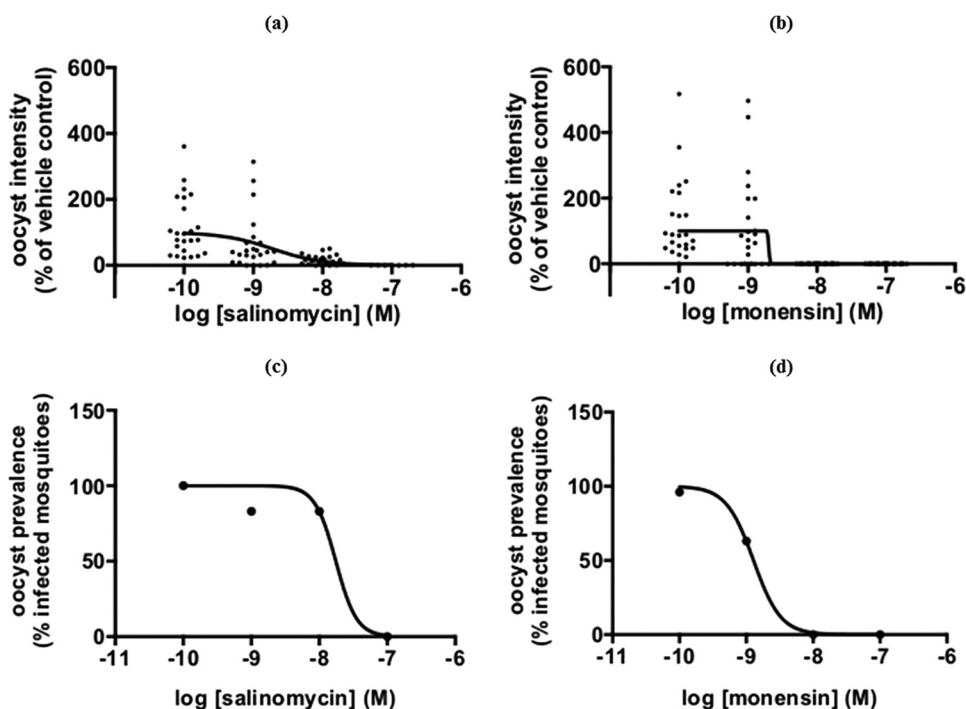 (a)
oocyst intensity
(% of vehicle control)
600
400
200
0
-10
-9
-8
-7
-6
log [salinomycin] (M)
(b)
oocyst intensity
(% of vehicle control)
600
400
200
0
-10
-9
-8
-7
-6
log [monensin] (M)
(c)
oocyst prevalence
(% infected mosquitoes)
150
100
50
0
-11
-10
-9
-8
-7
-6
log [salinomycin] (M)
(d)
oocyst prevalence
(% infected mosquitoes)
150
100
50
0
-11
-10
-9
-8
-7
-6
log [monensin] (M)